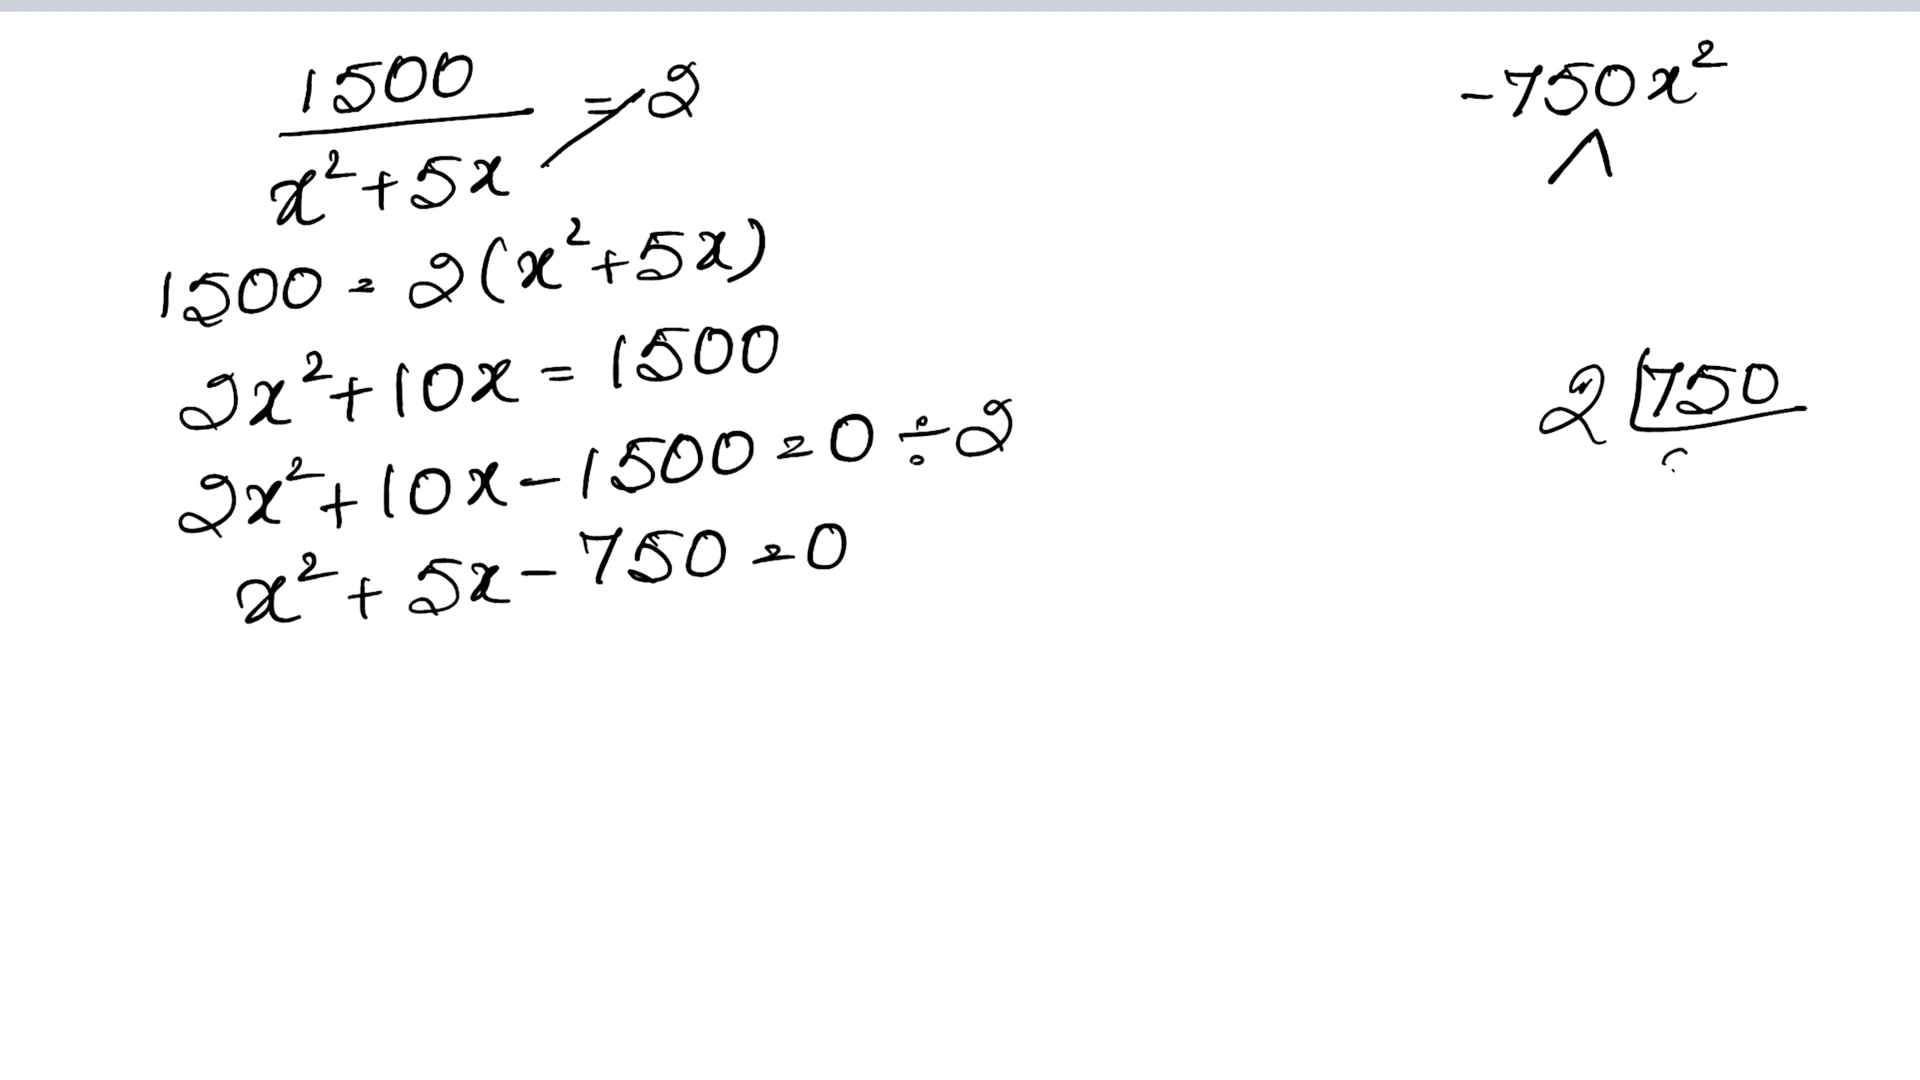 1500 / x² + 5x = 2
1500 = 2(x² + 5x)
2x² + 10x = 1500
2x² + 10x - 1500 = 0 ÷ 2
x² + 5x - 750 = 0
-750x²
2 | 750